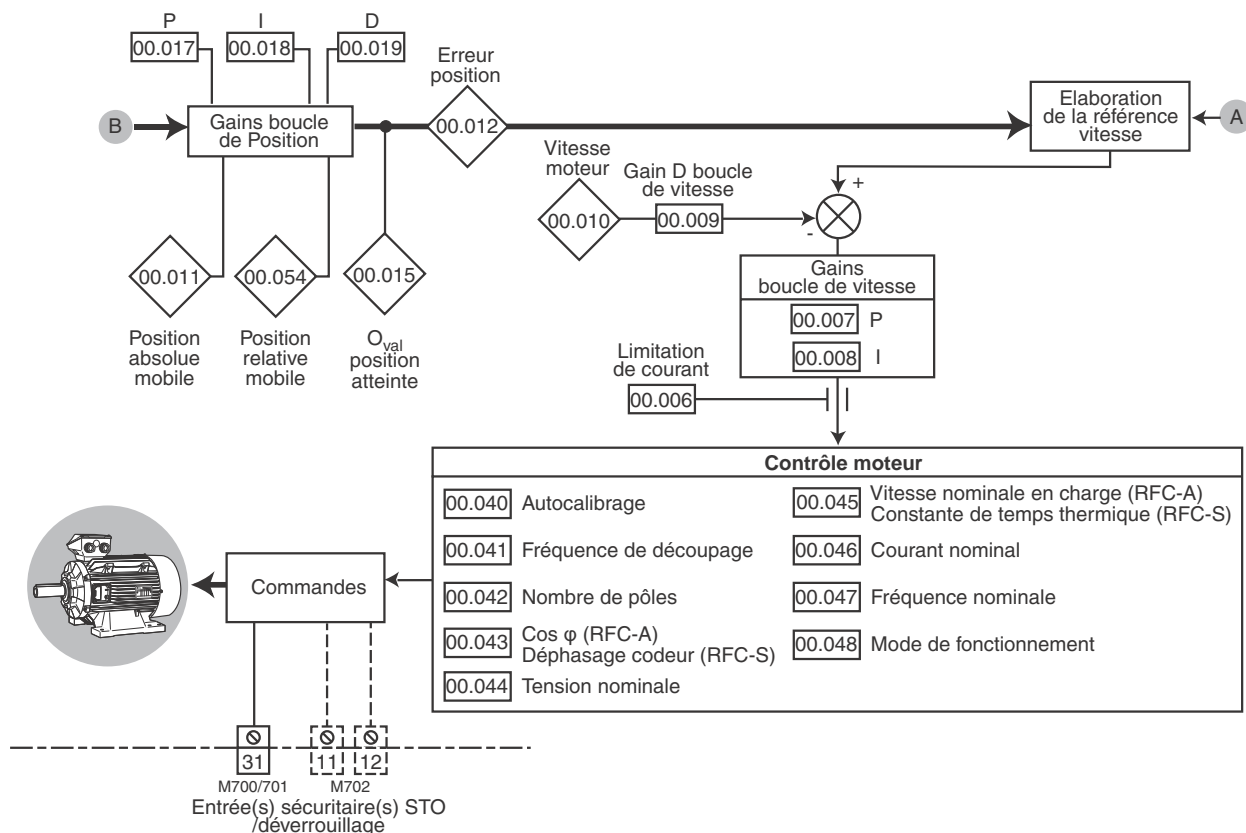 P
I
D
00.017
00.018
00.019
Erreur
position
B
Gains boucle
de Position
00.012
Elaboration
de la référence
vitesse
A
Vitesse
moteur
Gain D boucle
de vitesse
+
00.010
00.009
-
00.011
00.054
00.015
Gains
boucle de vitesse
00.007 P
00.008 I
Position
absolue
mobile
Position
relative
mobile
Oval
position
atteinte
Limitation
de courant
00.006
Contrôle moteur
00.040 Autocalibrage
00.041 Fréquence de découpage
00.042 Nombre de pôles
00.043 Cos φ (RFC-A)
Déphasage codeur (RFC-S)
00.044 Tension nominale
00.045 Vitesse nominale en charge (RFC-A)
Constante de temps thermique (RFC-S)
00.046 Courant nominal
00.047 Fréquence nominale
00.048 Mode de fonctionnement
Commandes
31
11
12
M700/701
M702
Entrée(s) sécuritaire(s) STO
/déverrouillage